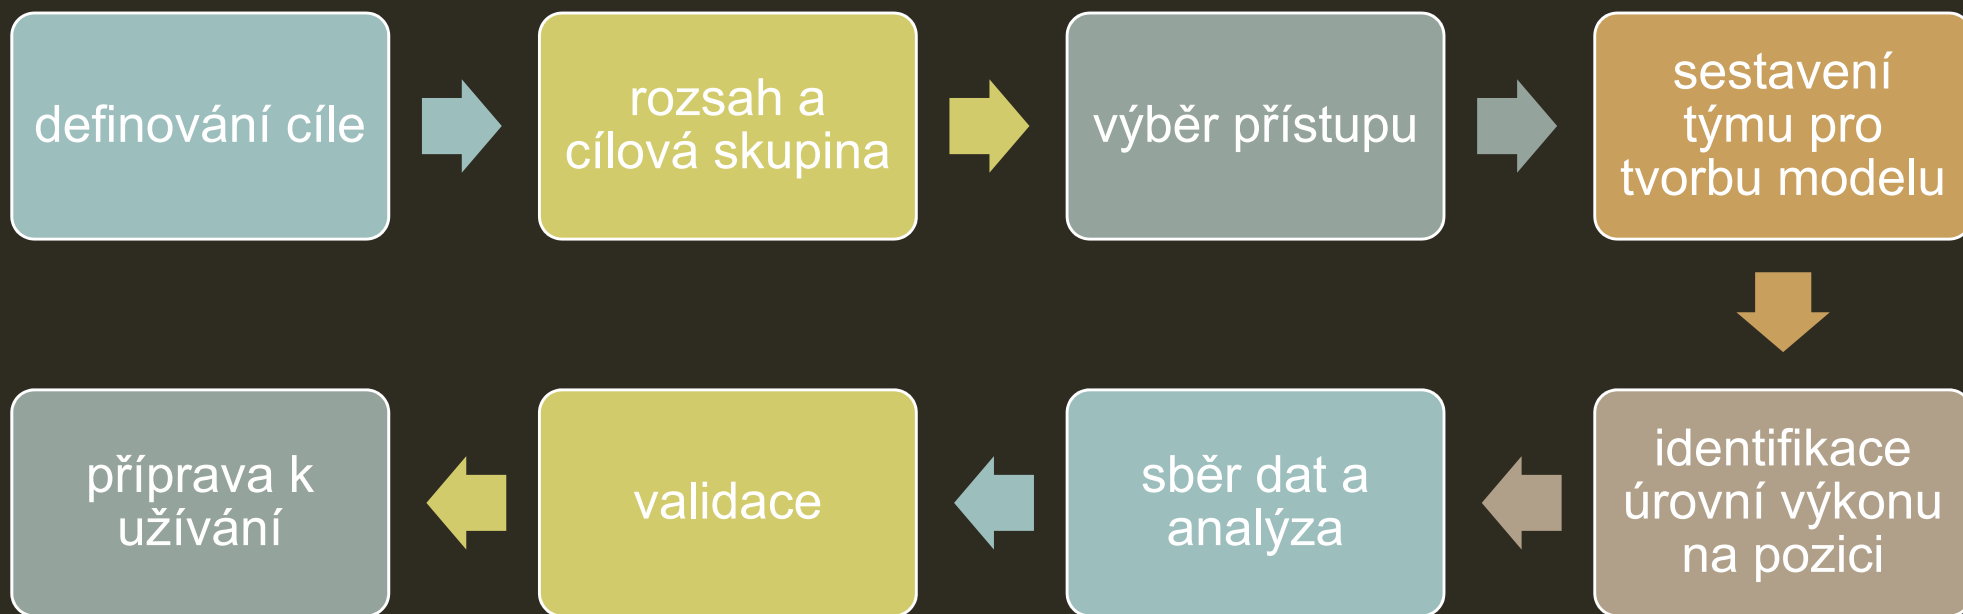 definování cíle
rozsah a
cílová skupina
výběr přístupu
sestavení
týmu pro
tvorbu modelu
identifikace
úrovní výkonu
na pozici
sběr dat a
analýza
validace
příprava k
užívání